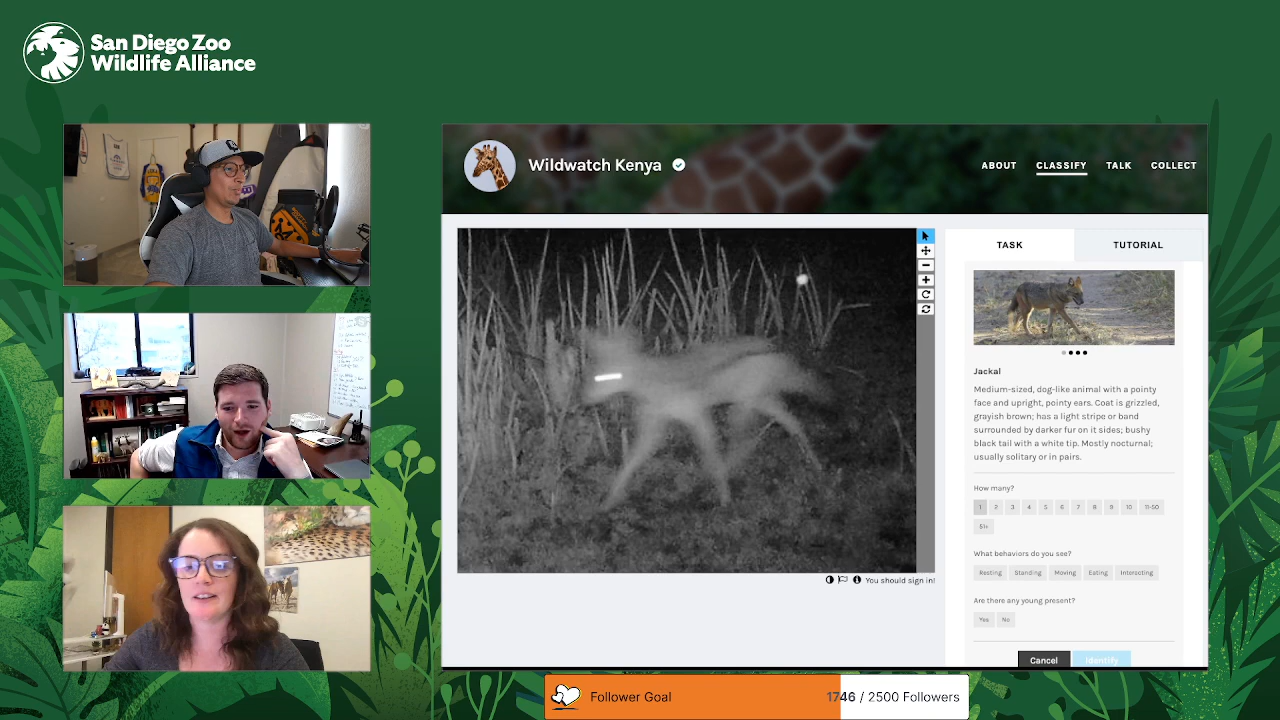 San Diego Zoo
Wildlife Alliance
Wildwatch Kenya
ABOUT
CLASSIFY
TALK
COLLECT
TASK
TUTORIAL
Jackal
Medium-sized, dog-like animal with a pointy
face and upright, pointy ears. Coat is grizzled,
grayish brown; has a light stripe or band
surrounded by darker fur on it sides; bushy
black tail with a white tip. Mostly nocturnal;
usually solitary or in pairs.
How many?
1 2 3 4 5 6 7 8 9 10 11-50
51+
What behaviors do you see?
Resting Standing Moving Eating Interacting
Are there any young present?
Yes No
Cancel Identify
You should sign in!
Follower Goal
1746 / 2500 Followers